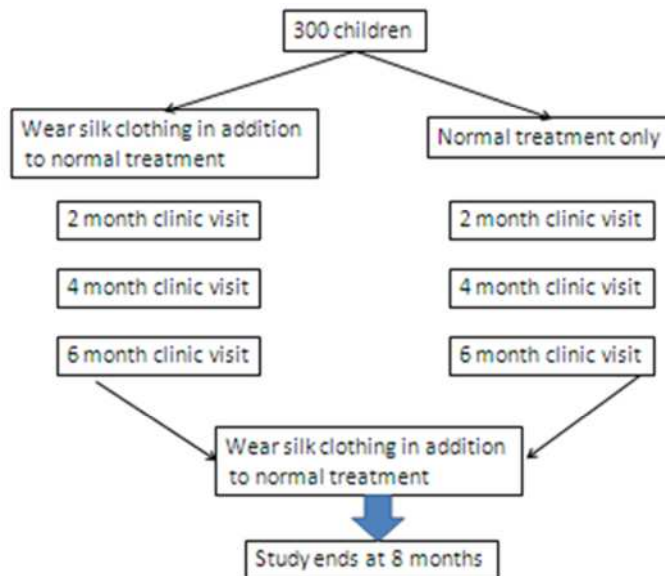 300 children
Wear silk clothing in addition
to normal treatment
Normal treatment only
2 month clinic visit
2 month clinic visit
4 month clinic visit
4 month clinic visit
6 month clinic visit
6 month clinic visit
Wear silk clothing in addition
to normal treatment
Study ends at 8 months